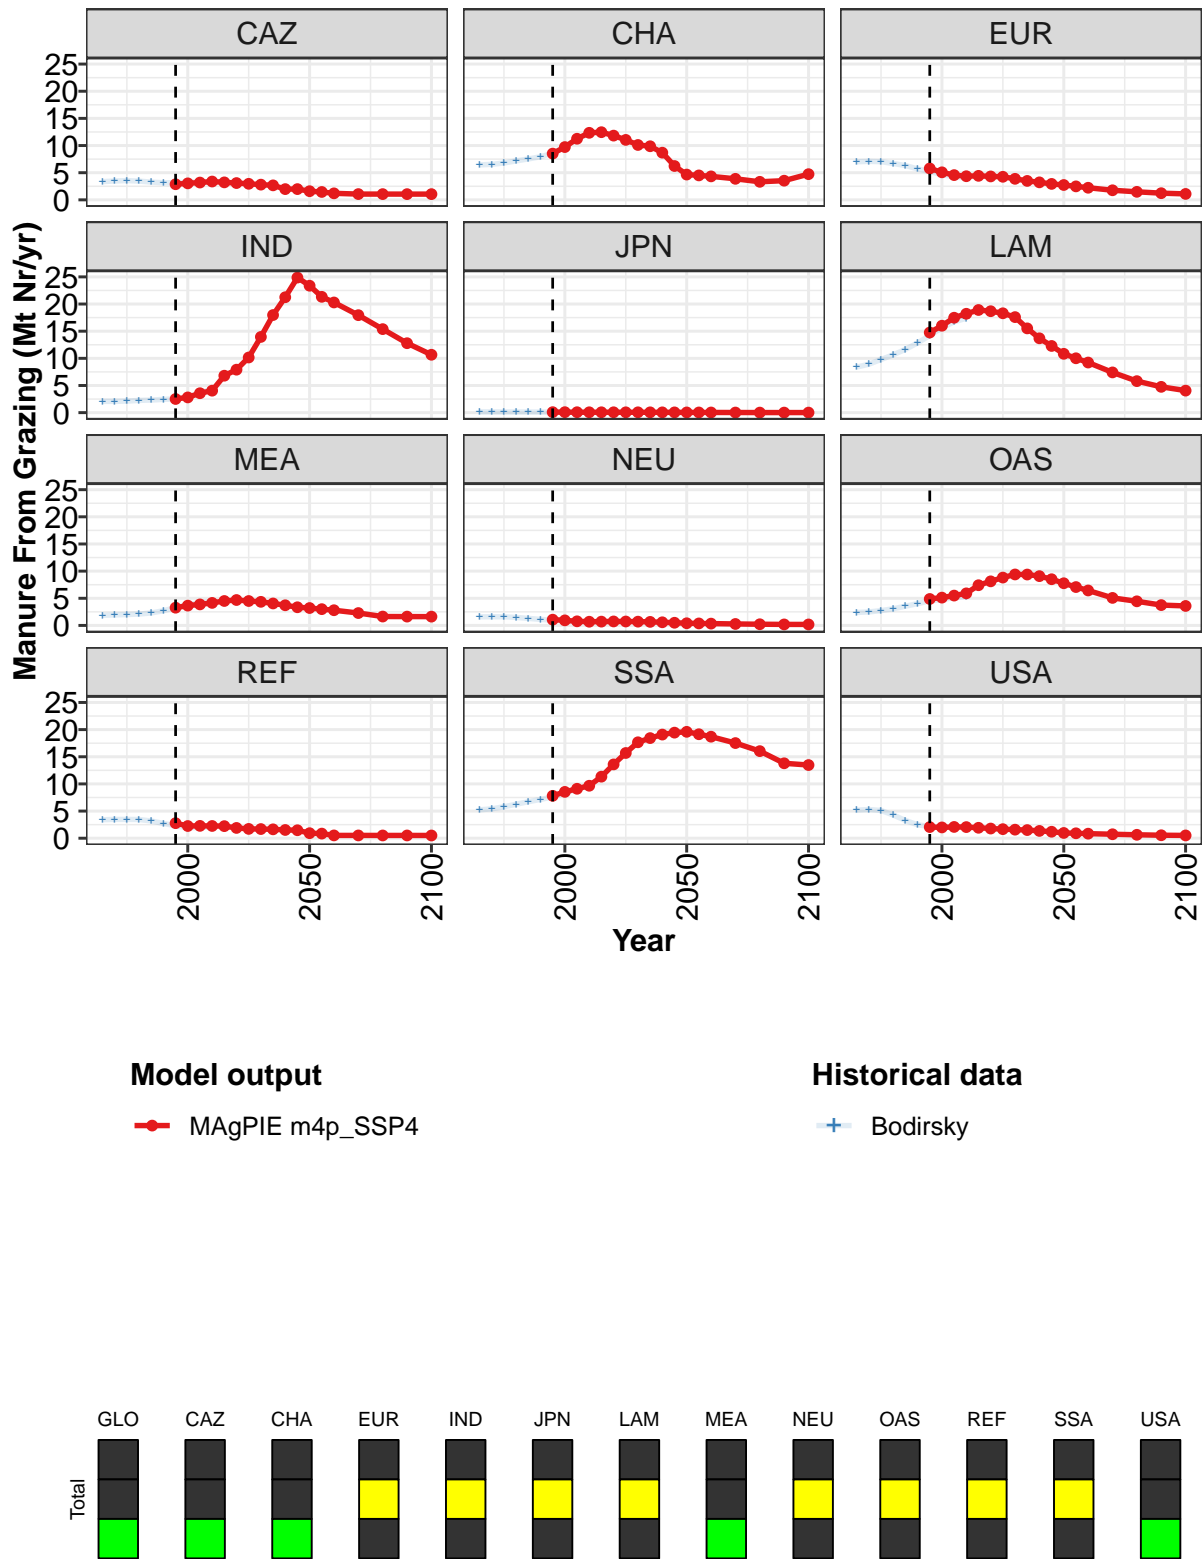 CAZ CHA EUR
25
20
15
10
5
0
IND JPN LAM
25
20
15
10
5
0
MEA NEU OAS
25
20
15
10
5
0
REF SSA USA
25
20
15
10
5
0
Manure From Grazing (Mt Nr/yr)
2000 2050 2100 2000 2050 2100 2000 2050 2100
Year
Model output
MAgPIE m4p_SSP4
Historical data
Bodirsky
GLO CAZ CHA EUR IND JPN LAM MEA NEU OAS REF SSA USA
Total